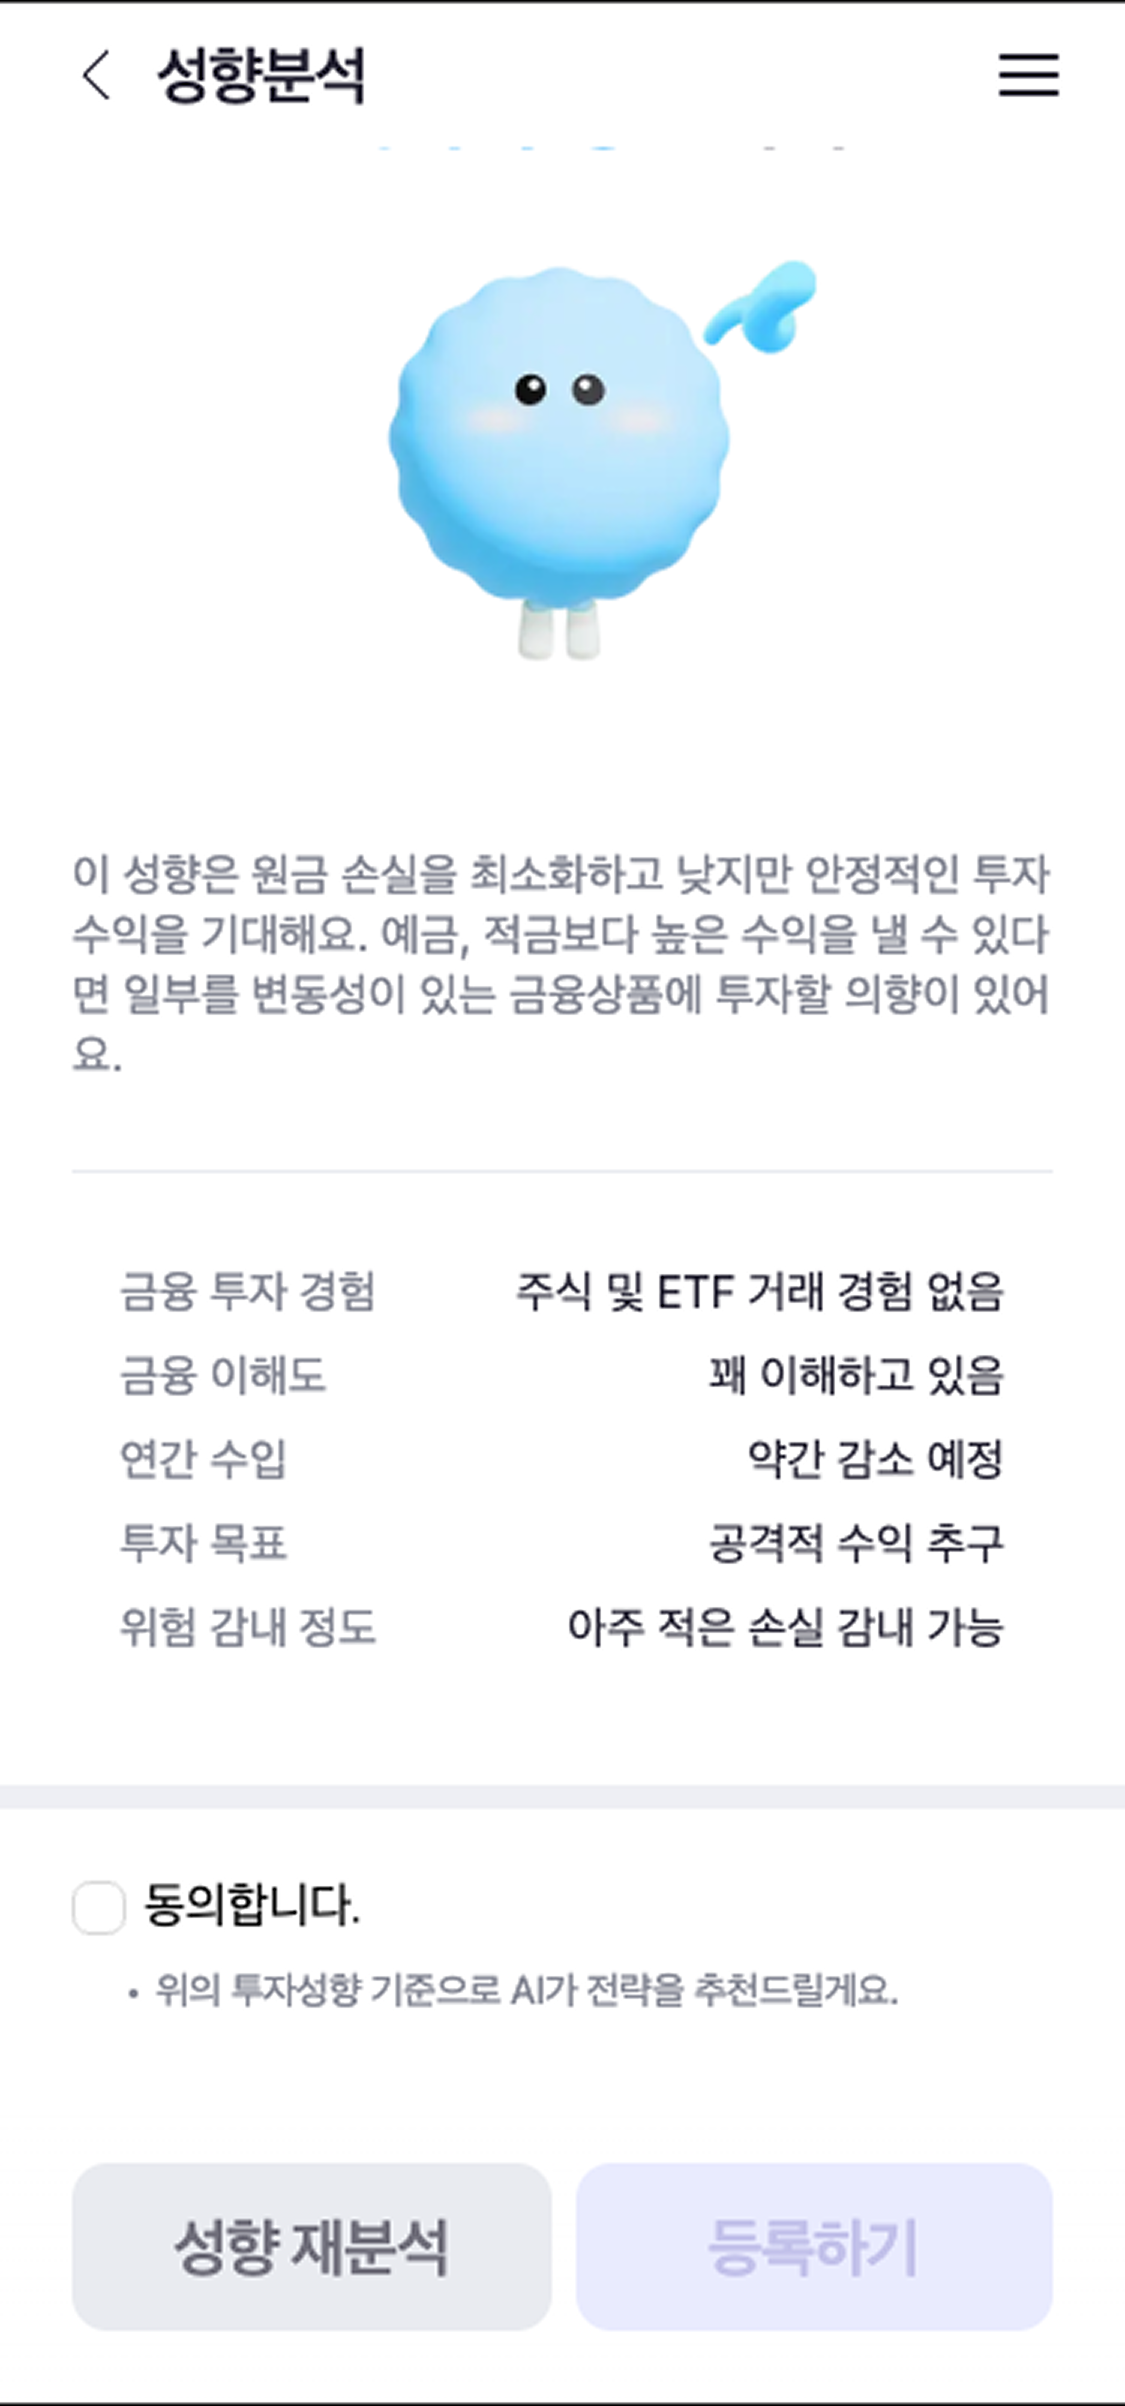 성향분석
이 성향은 원금 손실을 최소화하고 낮지만 안정적인 투자
수익을 기대해요. 예금, 적금보다 높은 수익을 낼 수 있다
면 일부를 변동성이 있는 금융상품에 투자할 의향이 있어
요.
금융 투자 경험 주식 및 ETF 거래 경험 없음
금융 이해도 꽤 이해하고 있음
연간 수입 약간 감소 예정
투자 목표 공격적 수익 추구
위험 감내 정도 아주 적은 손실 감내 가능
동의합니다.
• 위의 투자성향 기준으로 AI가 전략을 추천드릴게요.
성향 재분석 등록하기